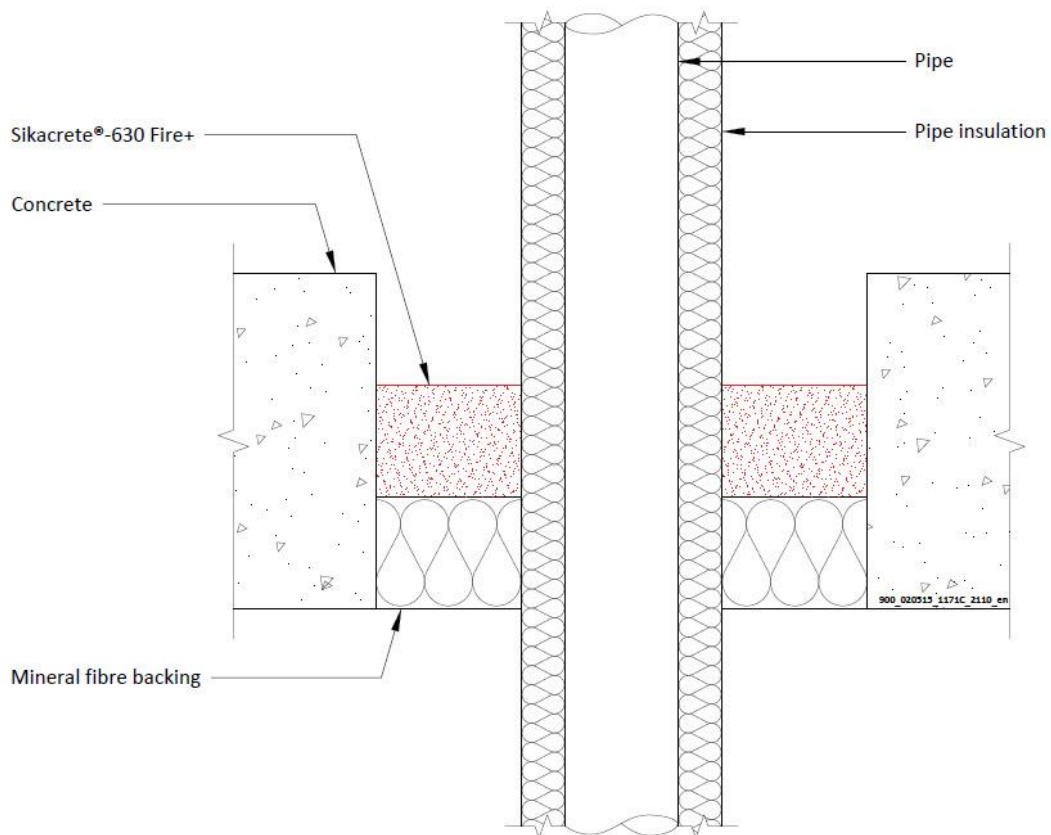 Pipe
Sikacrete®-630 Fire+
Pipe insulation
Concrete
900_020515_1171C_2110_en
Mineral fibre backing